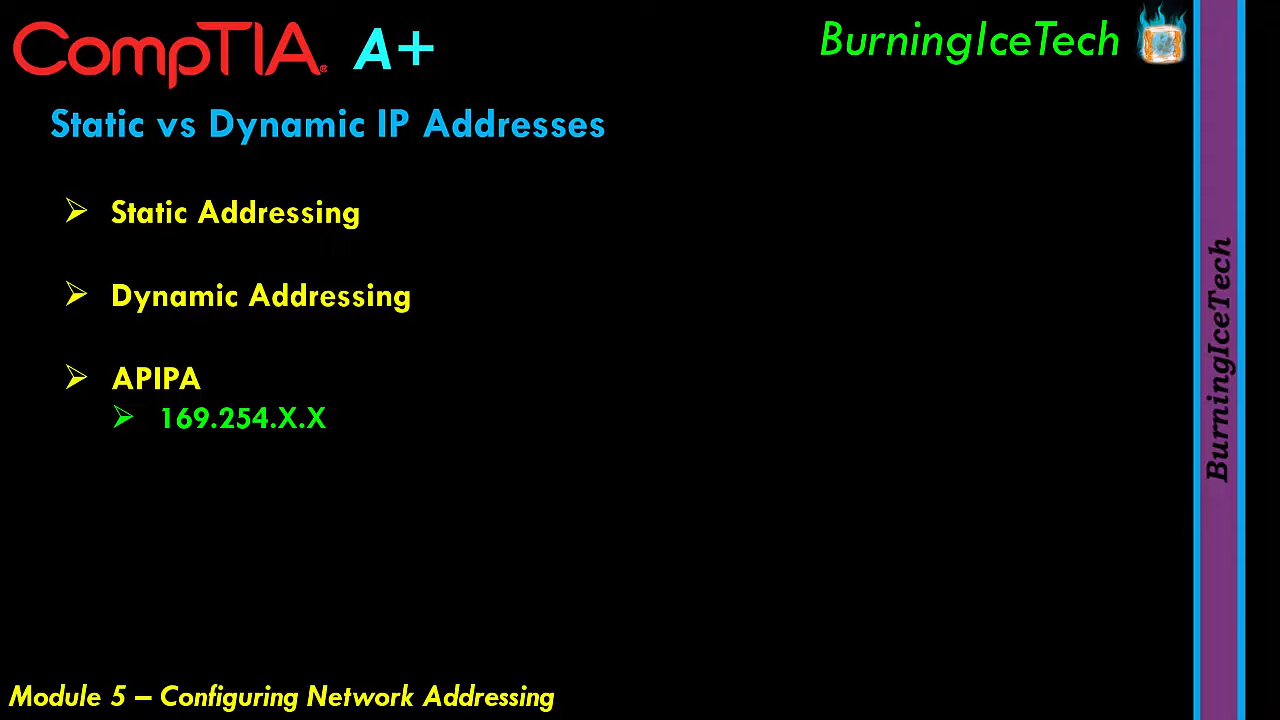 CompTIA® A+
BurningIceTech
Static vs Dynamic IP Addresses
Static Addressing
Dynamic Addressing
APIPA
169.254.X.X
BurningIceTech
Module 5 – Configuring Network Addressing